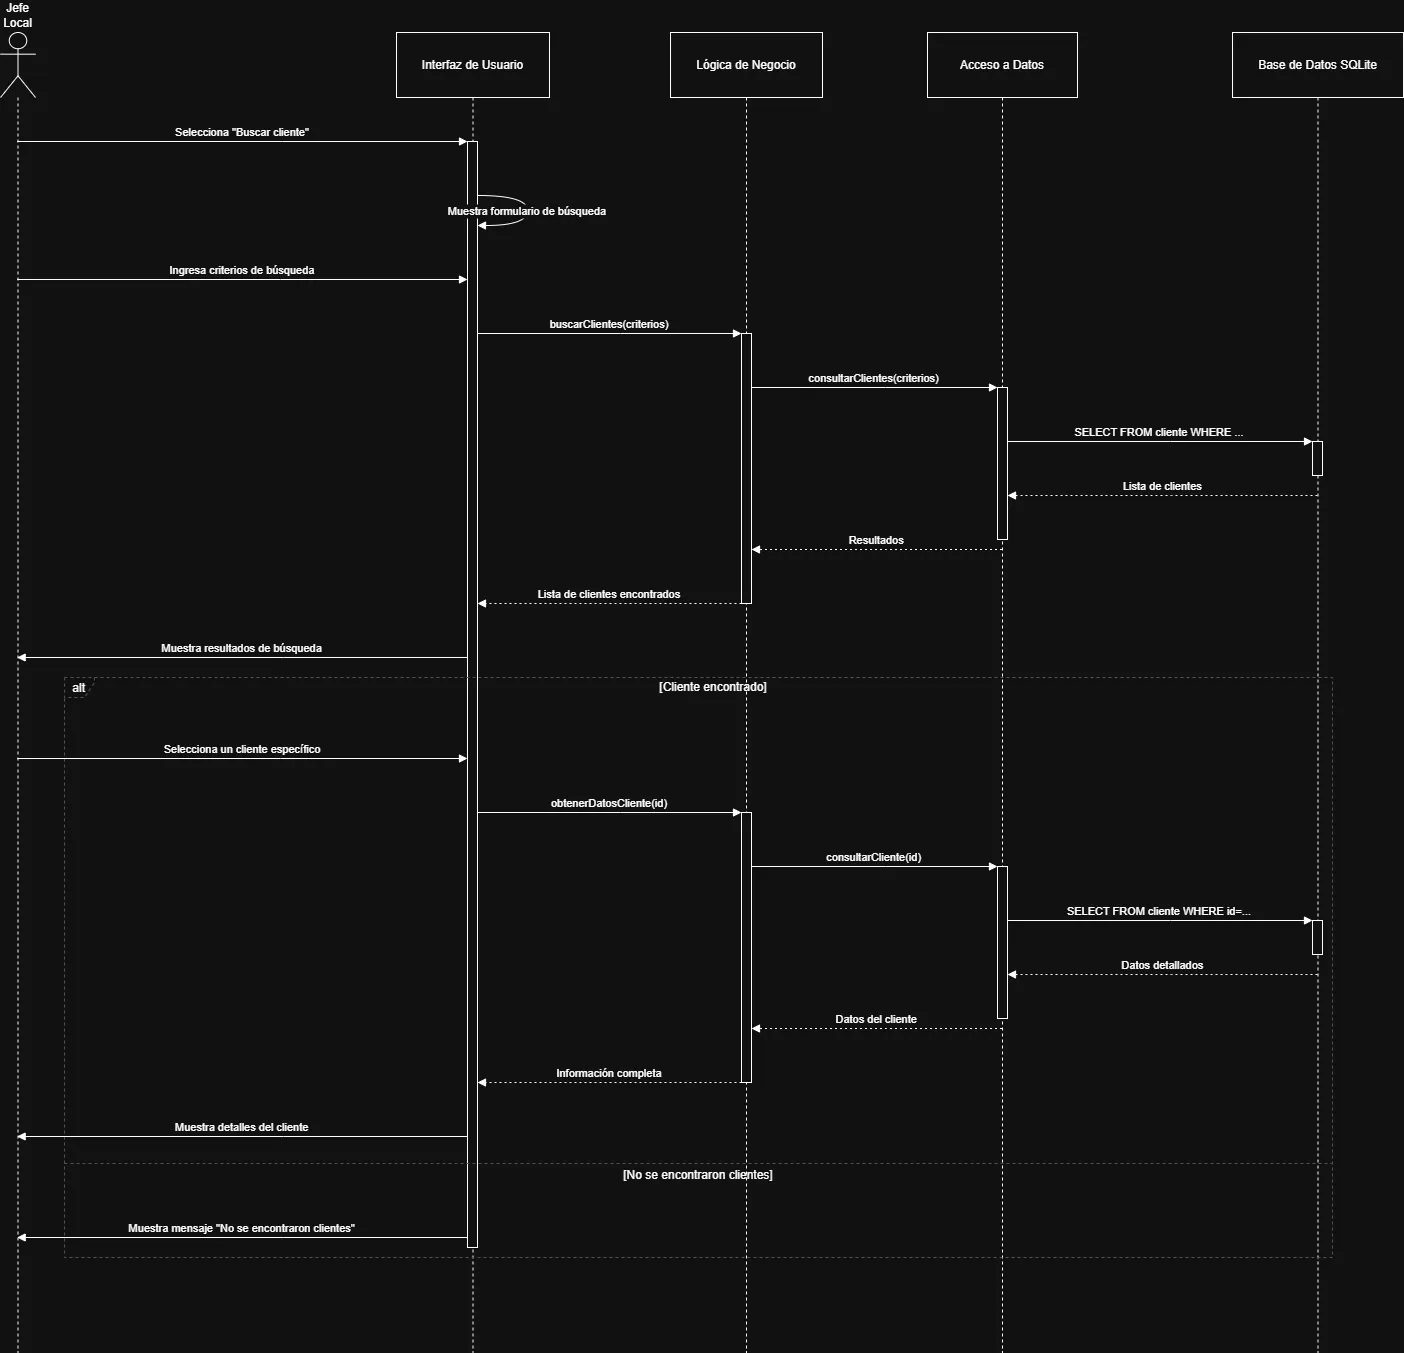 Jefe
Local
Interfaz de Usuario
Lógica de Negocio
Acceso a Datos
Base de Datos SQLite
Selecciona "Buscar cliente"
Muestra formulario de búsqueda
Ingresa criterios de búsqueda
buscarClientes(criterios)
consultarClientes(criterios)
SELECT FROM cliente WHERE ...
Lista de clientes
Resultados
Lista de clientes encontrados
Muestra resultados de búsqueda
alt
[Cliente encontrado]
Selecciona un cliente específico
obtenerDatosCliente(id)
consultarCliente(id)
SELECT FROM cliente WHERE id=...
Datos detallados
Datos del cliente
Información completa
Muestra detalles del cliente
[No se encontraron clientes]
Muestra mensaje "No se encontraron clientes"